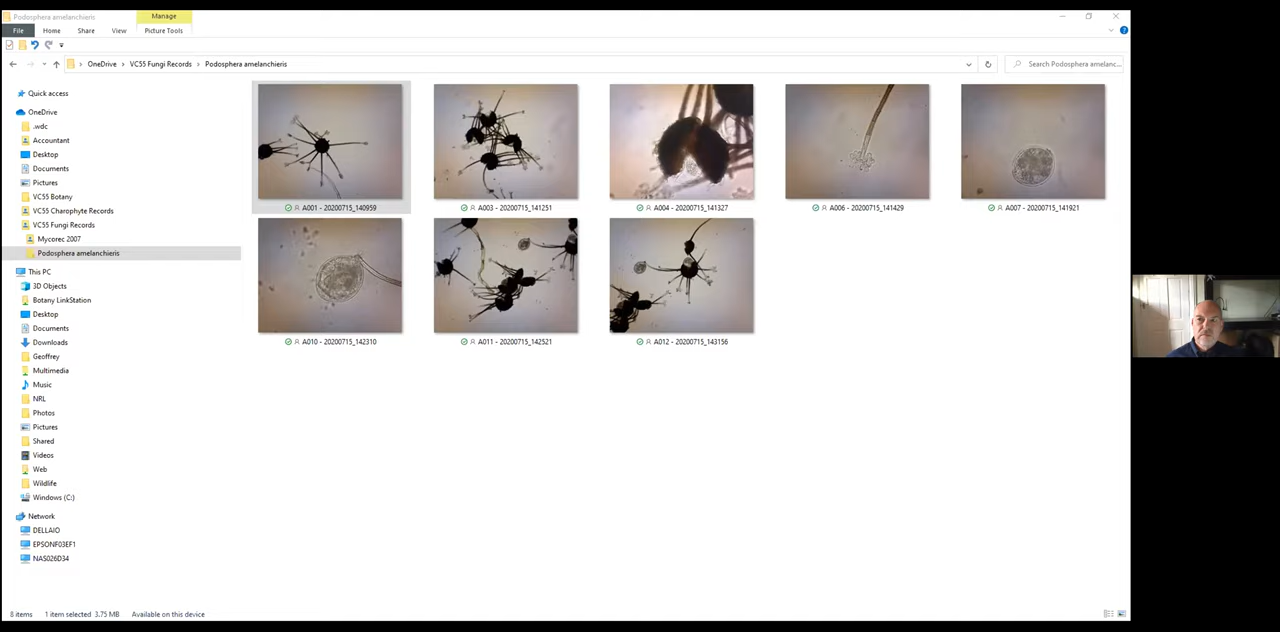 Podosphera amelanchieris
Manage
File
Home
Share
View
Picture Tools
OneDrive
VC55 Fungi Records
Podosphera amelanchieris
Search Podosphera amelanc...
Quick access
OneDrive
.wdc
Accountant
Desktop
Documents
Pictures
VC55 Botany
VC55 Charophyte Records
VC55 Fungi Records
Mycorec 2007
Podosphera amelanchieris
This PC
3D Objects
Botany LinkStation
Desktop
Documents
Downloads
Geoffrey
Multimedia
Music
NRL
Photos
Pictures
Shared
Videos
Web
Wildlife
Windows (C:)
Network
DELLAIO
EPSONF03EF1
NAS026D34
A001 - 20200715_140959
A003 - 20200715_141251
A004 - 20200715_141327
A006 - 20200715_141429
A007 - 20200715_141921
A010 - 20200715_142310
A011 - 20200715_142521
A012 - 20200715_143156
8 items 1 item selected 3.75 MB Available on this device